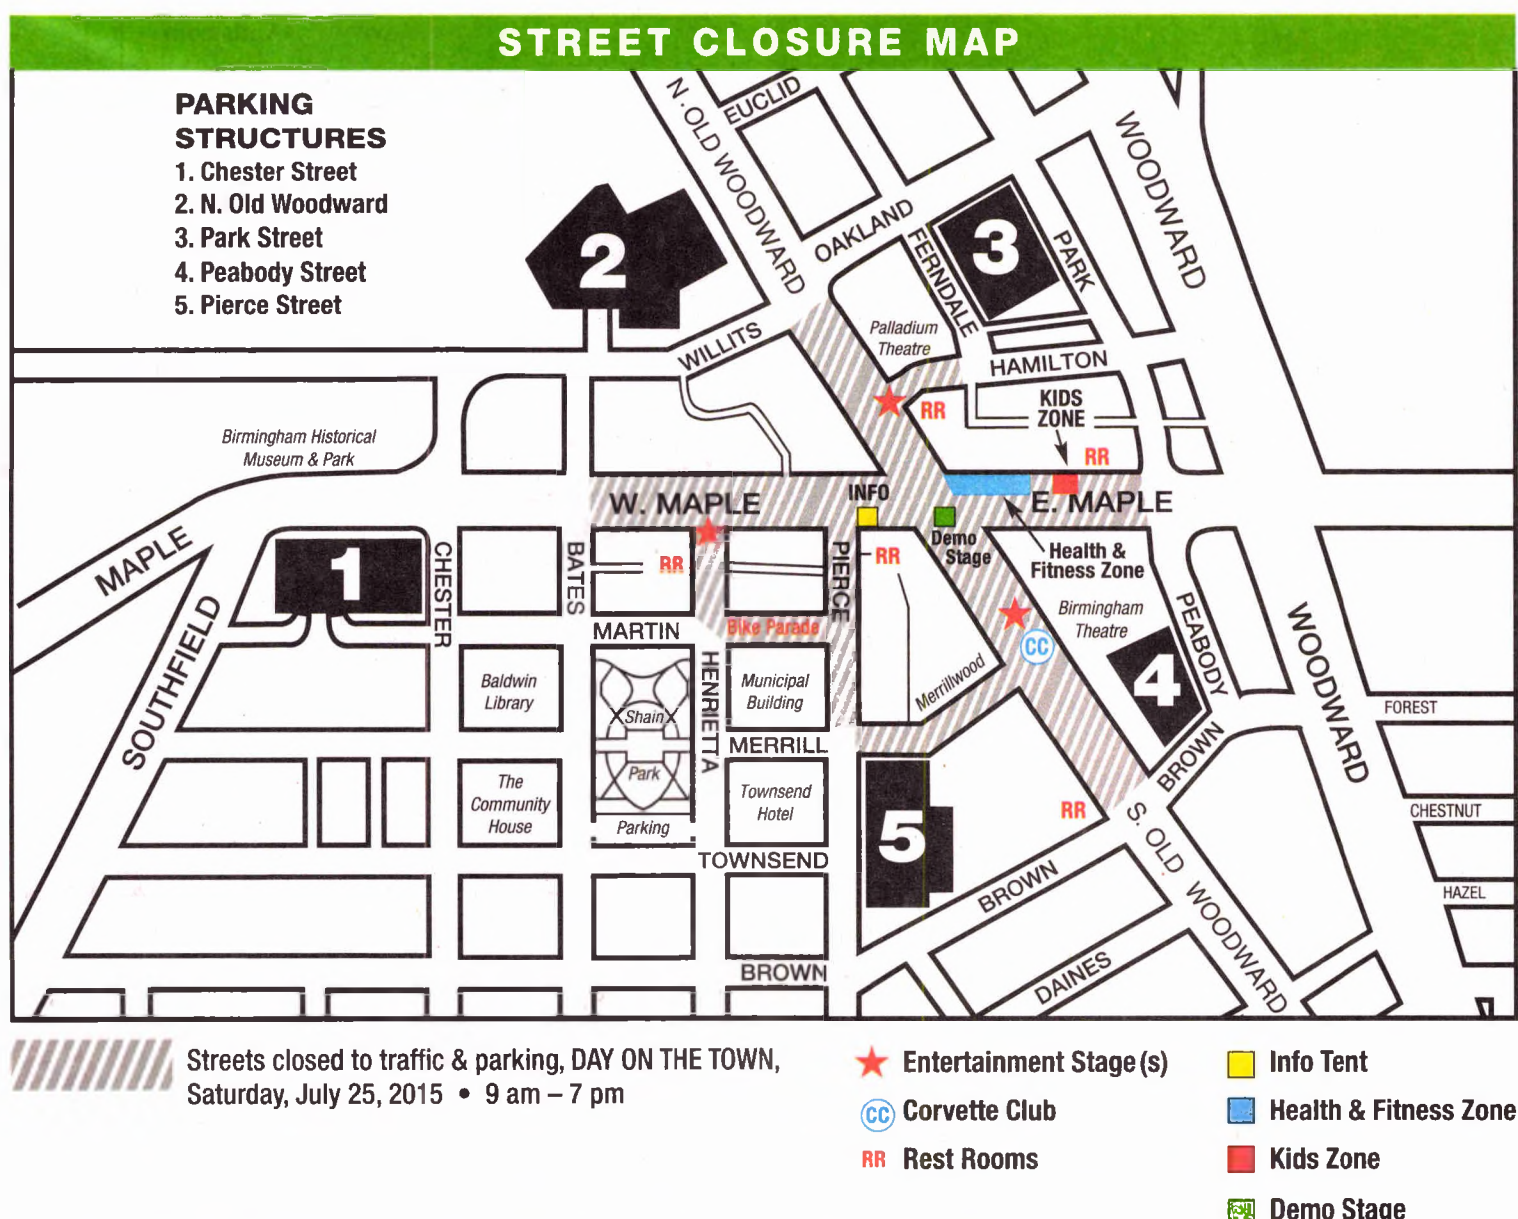 STREET CLOSURE MAP
PARKING
STRUCTURES
1. Chester Street
2. N. Old Woodward
3. Park Street
4. Peabody Street
5. Pierce Street
N. OLD WOODWARD
EUCLID
WOODWARD
OAKLAND
FERNDALE
PARK
2
3
WILLITS
Palladium
Theatre
HAMILTON
KIDS
ZONE
RR
RR
Birmingham Historical
Museum & Park
W. MAPLE
INFO
E. MAPLE
MAPLE
1
CHESTER
BATES
RR
PIERCE
RR
Demo
Stage
Health &
Fitness Zone
Birmingham
Theatre
PEABODY
WOODWARD
SOUTHFIELD
MARTIN
Bike Parade
CC
4
Baldwin
Library
Shain
Park
HENRIETTA
Municipal
Building
Merrillwood
MERRILL
BROWN
FOREST
The
Community
House
Parking
Townsend
Hotel
5
RR
CHESTNUT
TOWNSEND
S. OLD WOODWARD
BROWN
HAZEL
BROWN
DAINES
Streets closed to traffic & parking, DAY ON THE TOWN,
Saturday, July 25, 2015 • 9 am – 7 pm
Entertainment Stage(s)
CC Corvette Club
RR Rest Rooms
Info Tent
Health & Fitness Zone
Kids Zone
Demo Stage